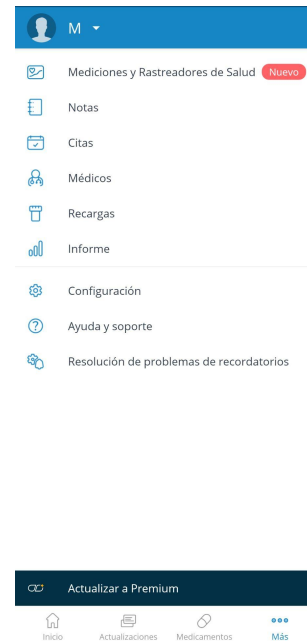 M
Mediciones y Rastreadores de Salud Nuevo
Notas
Citas
Médicos
Recargas
Informe
Configuración
Ayuda y soporte
Resolución de problemas de recordatorios
Actualizar a Premium
Inicio Actualizaciones Medicamentos Más